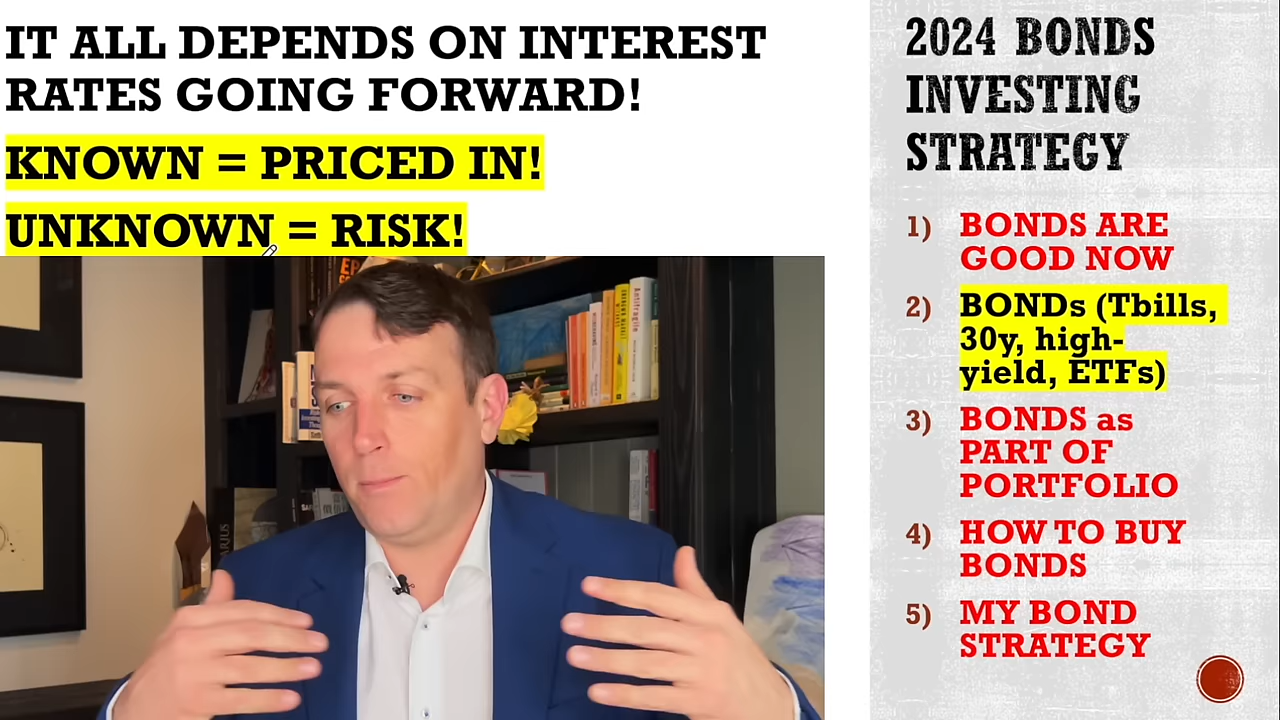 IT ALL DEPENDS ON INTEREST
RATES GOING FORWARD!
KNOWN = PRICED IN!
UNKNOWN = RISK!
2024 BONDS
INVESTING
STRATEGY
1) BONDS ARE
GOOD NOW
2) BONDs (Tbills,
30y, high-
yield, ETFs)
3) BONDS as
PART OF
PORTFOLIO
4) HOW TO BUY
BONDS
5) MY BOND
STRATEGY
Antifragile